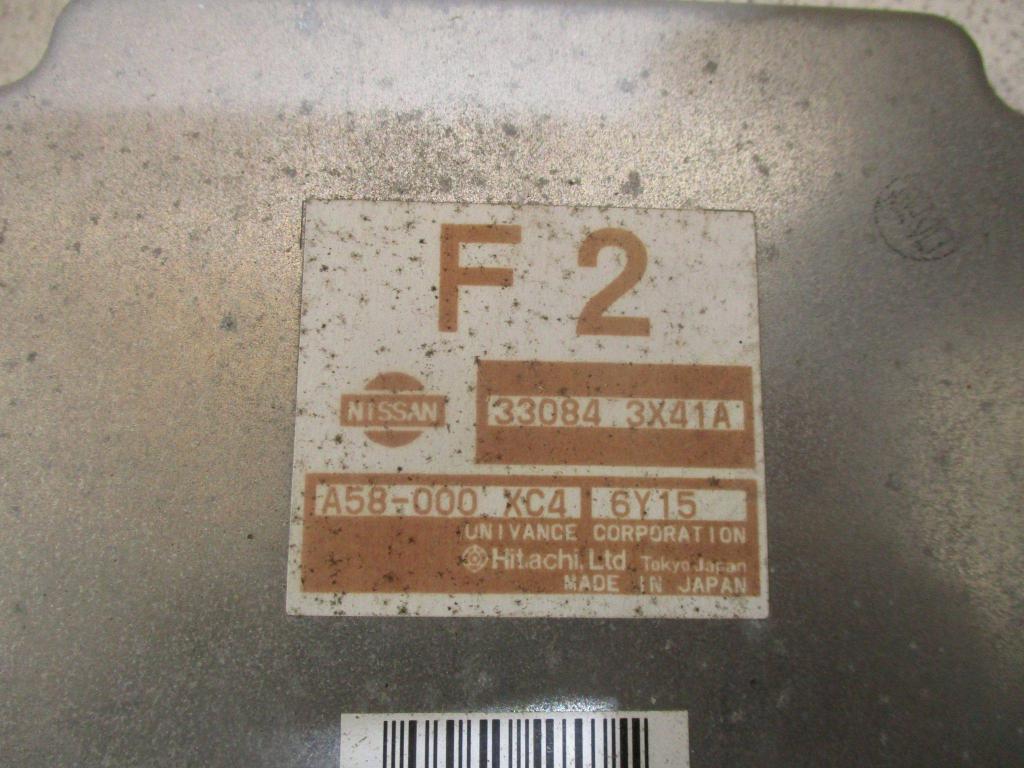 F 2
NISSAN
33084 3X41A
A58-000 XC4 6Y15
UNIVANCE CORPORATION
Hitachi, Ltd Tokyo Japan
MADE IN JAPAN